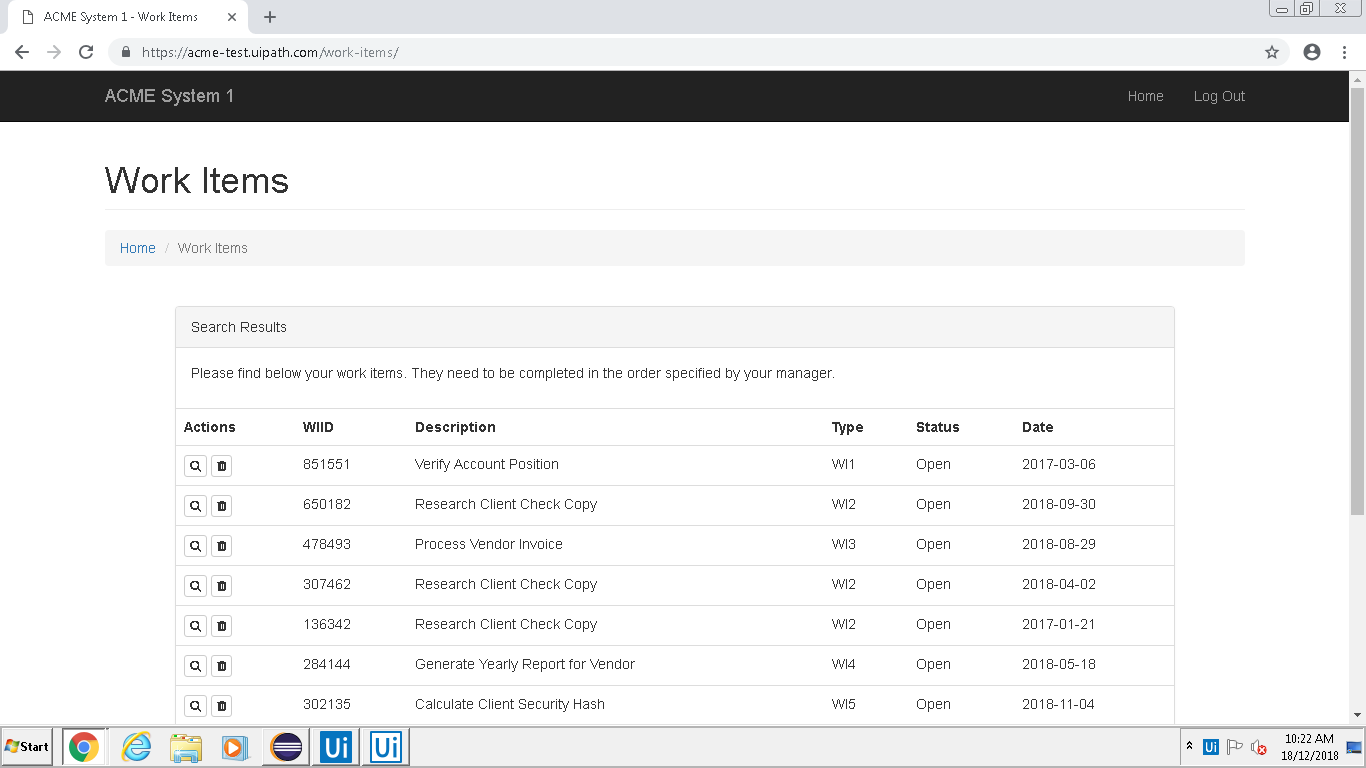 ACME System 1 - Work Items
https://acme-test.uipath.com/work-items/
ACME System 1 Home Log Out
Work Items
Home / Work Items
Search Results
Please find below your work items. They need to be completed in the order specified by your manager.
Actions WIID Description Type Status Date
851551 Verify Account Position WI1 Open 2017-03-06
650182 Research Client Check Copy WI2 Open 2018-09-30
478493 Process Vendor Invoice WI3 Open 2018-08-29
307462 Research Client Check Copy WI2 Open 2018-04-02
136342 Research Client Check Copy WI2 Open 2017-01-21
284144 Generate Yearly Report for Vendor WI4 Open 2018-05-18
302135 Calculate Client Security Hash WI5 Open 2018-11-04
Start Ui Ui Ui 10:22 AM
18/12/2018